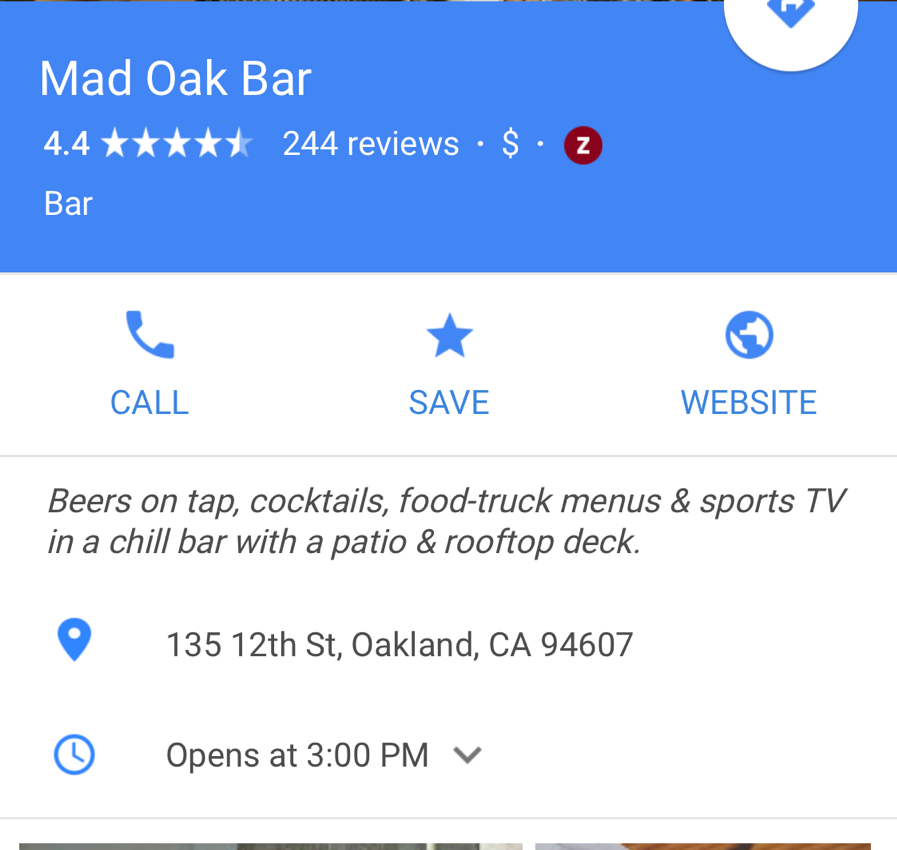 Mad Oak Bar
4.4 244 reviews · $ · Z
Bar
CALL SAVE WEBSITE
Beers on tap, cocktails, food-truck menus & sports TV
in a chill bar with a patio & rooftop deck.
135 12th St, Oakland, CA 94607
Opens at 3:00 PM